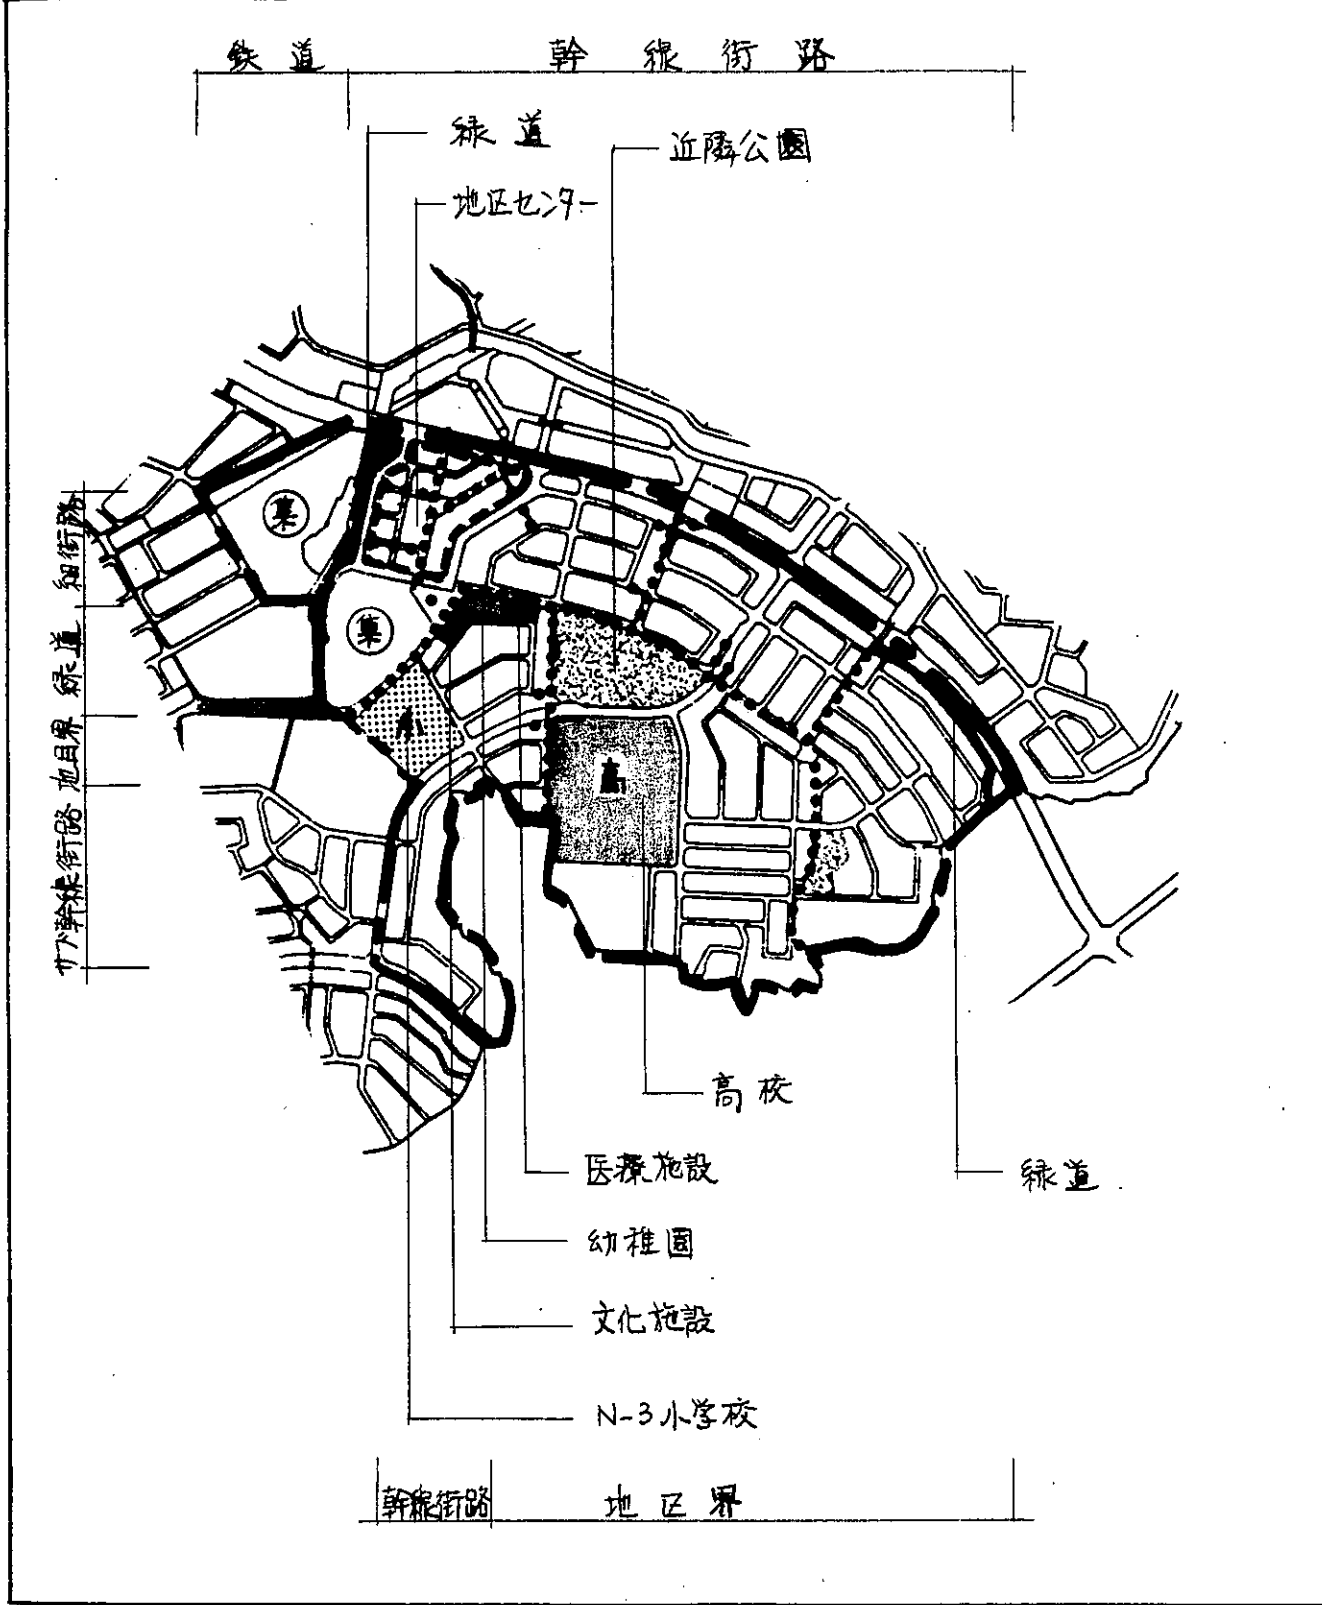 鉄道
幹線街路
緑道
近隣公園
地区センター
集
集
小
高
細街路
緑道
地目界
サブ幹線街路
高校
医療施設
緑道
幼稚園
文化施設
N-3小学校
幹線街路
地区界